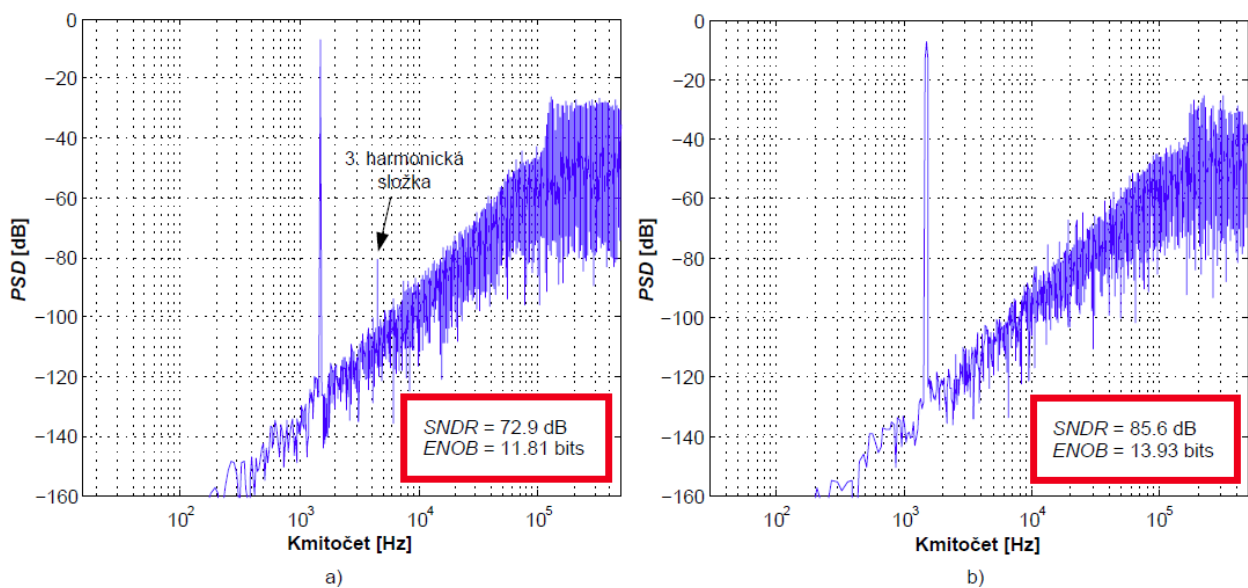 0
−20
−40
−60
−80
−100
−120
−140
−160
PSD [dB]
3. harmonická
složka
SNDR = 72.9 dB
ENOB = 11.81 bits
10²
10³
10⁴
10⁵
Kmitočet [Hz]
a)
0
−20
−40
−60
−80
−100
−120
−140
−160
PSD [dB]
SNDR = 85.6 dB
ENOB = 13.93 bits
10²
10³
10⁴
10⁵
Kmitočet [Hz]
b)